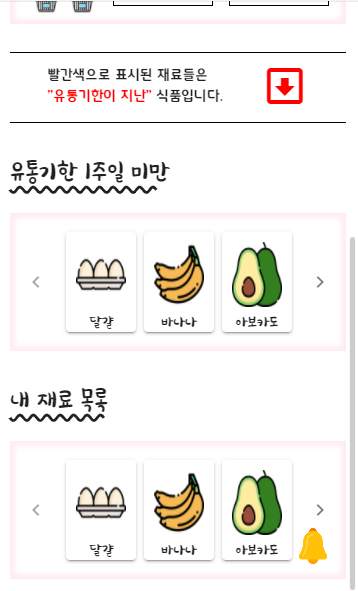 빨간색으로 표시된 재료들은
"유통기한이 지난" 식품입니다.
유통기한 1주일 미만
달걀
바나나
아보카도
내 재료 목록
달걀
바나나
아보카도